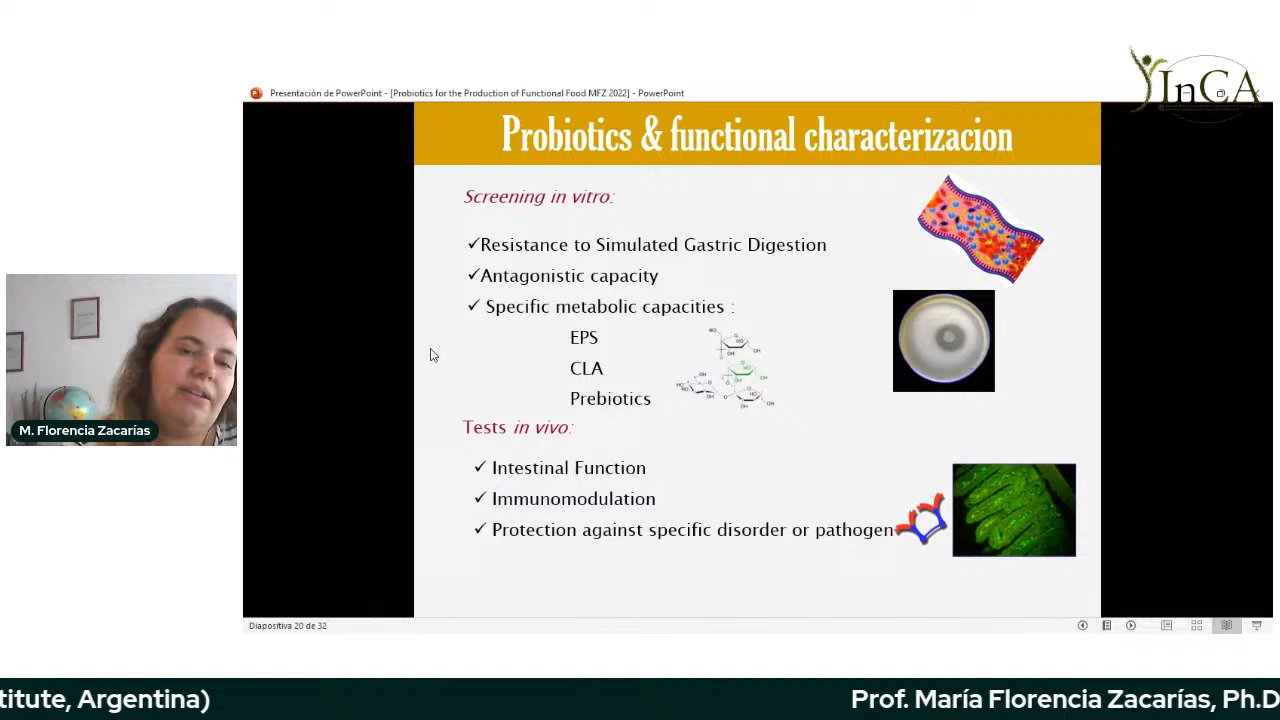 InCA
Presentación de PowerPoint - [Probiotics for the Production of Functional Food MFZ 2022] - PowerPoint
Probiotics & functional characterizacion
Screening in vitro:
✓Resistance to Simulated Gastric Digestion
✓Antagonistic capacity
✓ Specific metabolic capacities :
EPS
CLA
Prebiotics
Tests in vivo:
✓ Intestinal Function
✓ Immunomodulation
✓ Protection against specific disorder or pathogen
M. Florencia Zacarías
Diapositiva 20 de 32
titute, Argentina)
Prof. María Florencia Zacarías, Ph.D